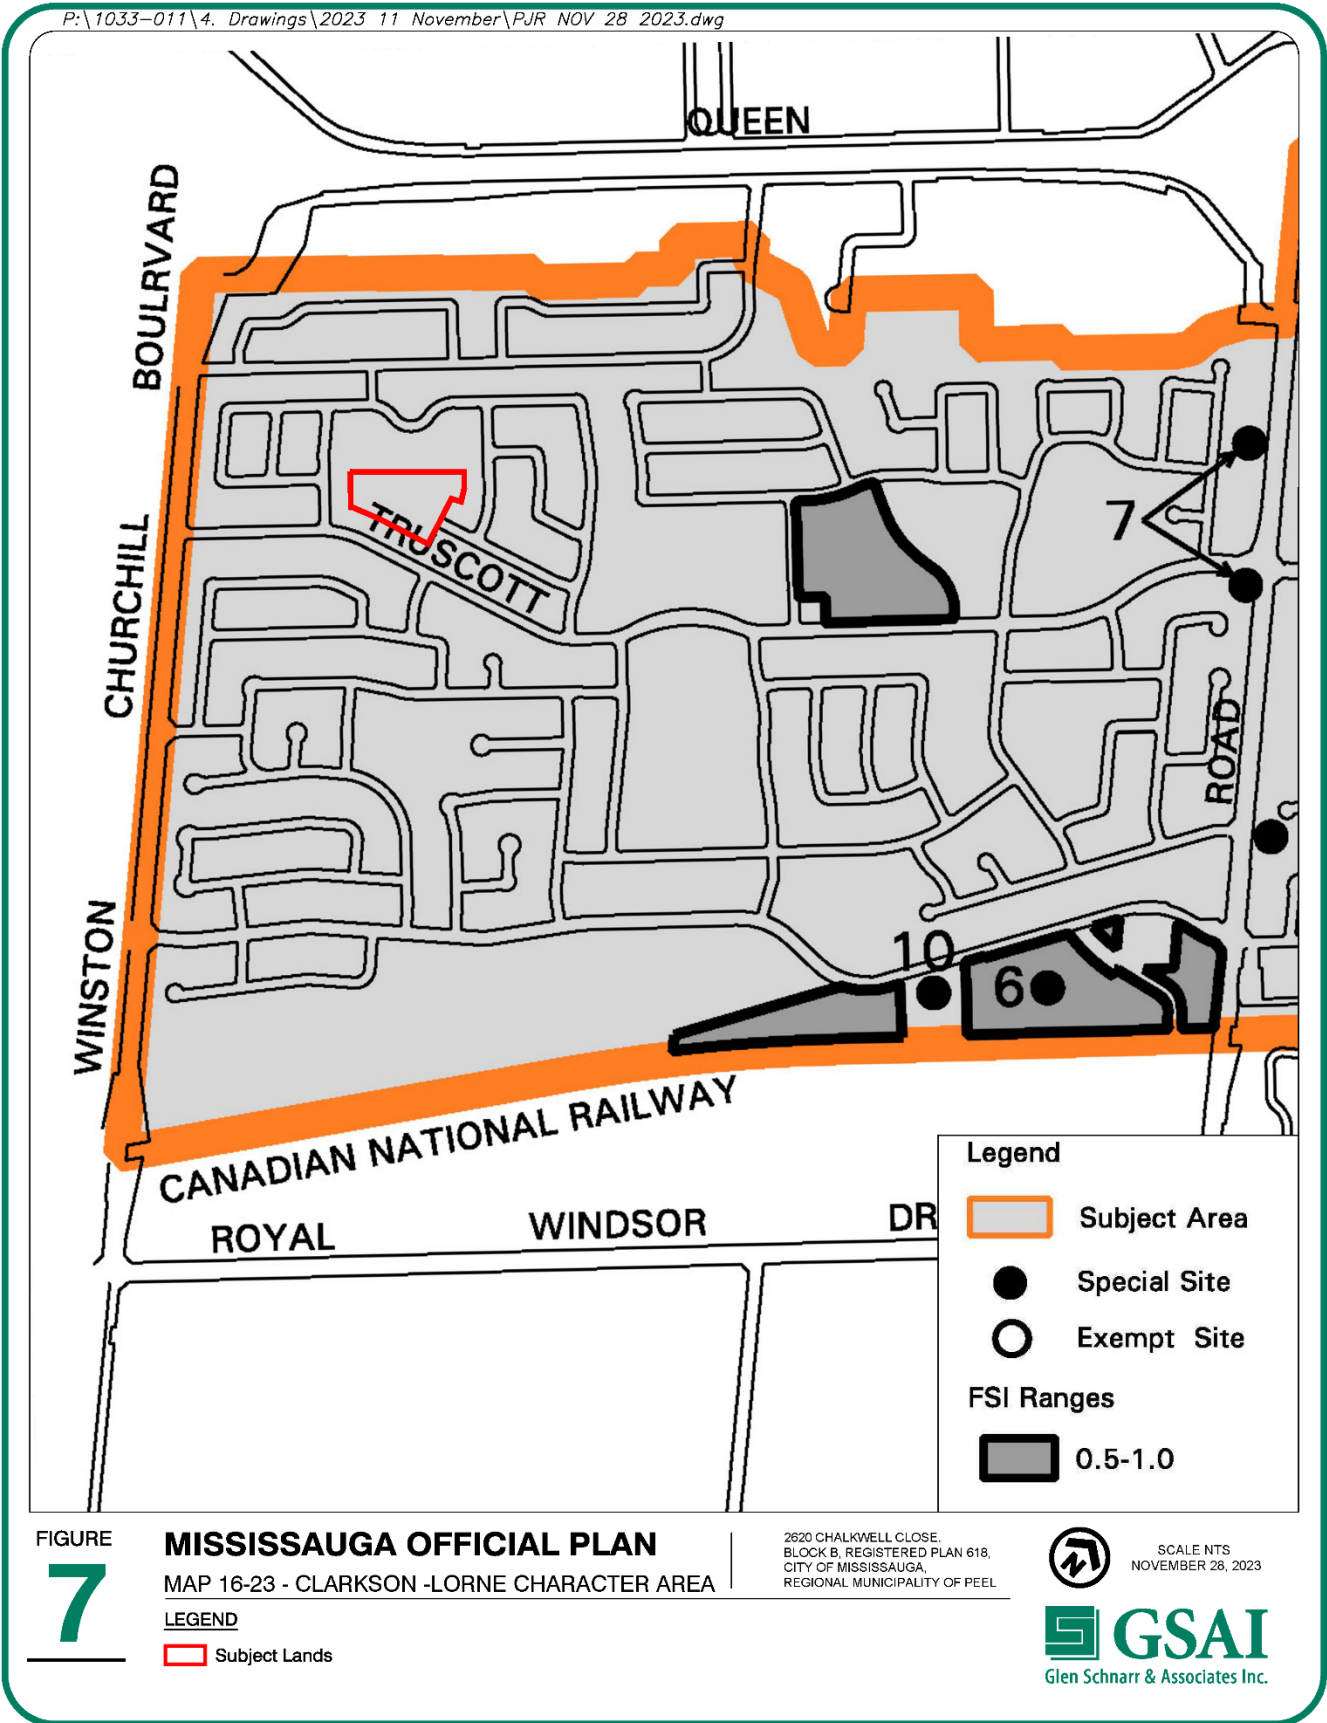 P:\1033-011\4. Drawings\2023 11 November\PJR NOV 28 2023.dwg
QUEEN
BOULRVARD
TRUSCOTT
7
CHURCHILL
ROAD
WINSTON
10
6
CANADIAN NATIONAL RAILWAY
ROYAL WINDSOR DR
Legend
Subject Area
Special Site
Exempt Site
FSI Ranges
0.5-1.0
FIGURE
7
MISSISSAUGA OFFICIAL PLAN
MAP 16-23 - CLARKSON -LORNE CHARACTER AREA
LEGEND
Subject Lands
2620 CHALKWELL CLOSE.
BLOCK B, REGISTERED PLAN 618,
CITY OF MISSISSAUGA,
REGIONAL MUNICIPALITY OF PEEL
N
SCALE NTS
NOVEMBER 28, 2023
GSAI
Glen Schnarr & Associates Inc.